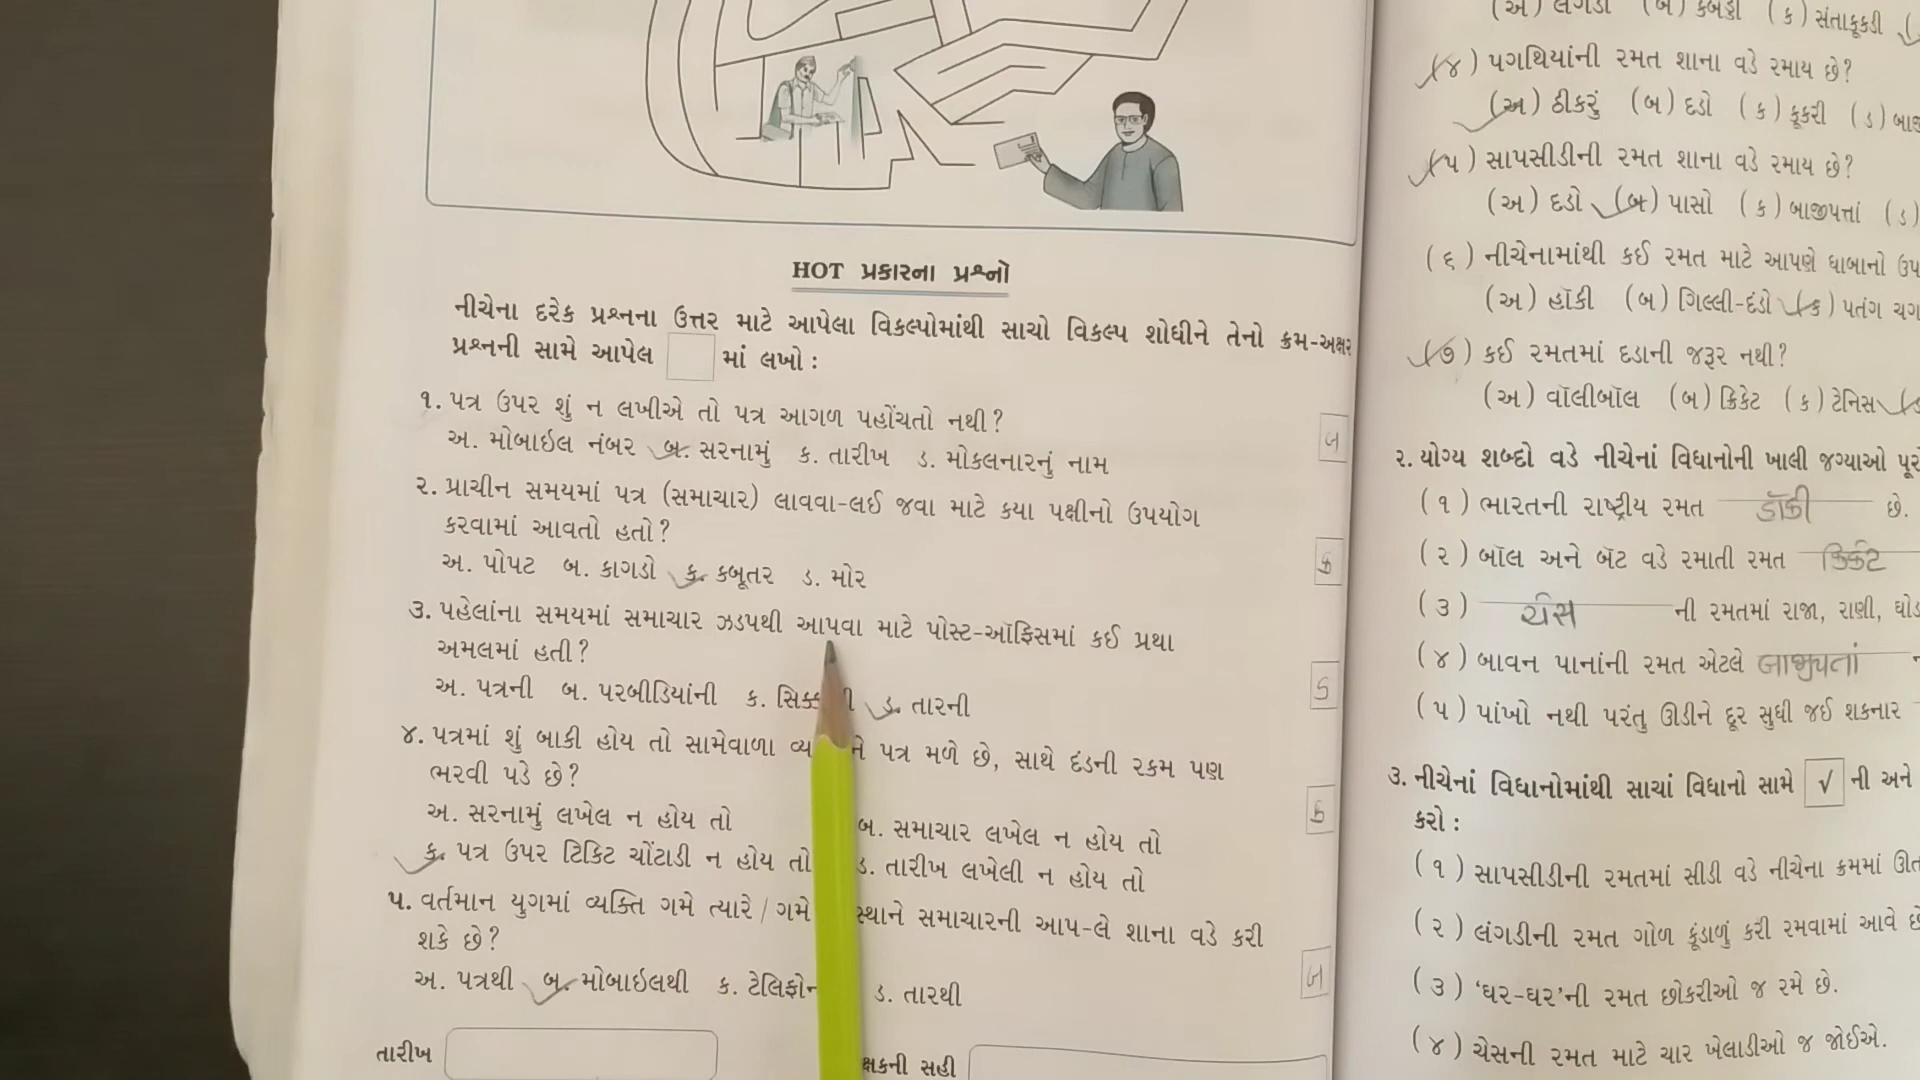 HOT પ્રકારના પ્રશ્નો
નીચેના દરેક પ્રશ્નના ઉત્તર માટે આપેલા વિકલ્પોમાંથી સાચો વિકલ્પ શોધીને તેનો ક્રમ-અક્ષર
પ્રશ્નની સામે આપેલ માં લખો :
૧. પત્ર ઉપર શું ન લખીએ તો પત્ર આગળ પહોંચતો નથી? બ
અ. મોબાઇલ નંબર બ. સરનામું ક. તારીખ ડ. મોકલનારનું નામ
૨. પ્રાચીન સમયમાં પત્ર (સમાચાર) લાવવા-લઈ જવા માટે કયા પક્ષીનો ઉપયોગ
કરવામાં આવતો હતો? ક
અ. પોપટ બ. કાગડો ક. કબૂતર ડ. મોર
૩. પહેલાંના સમયમાં સમાચાર ઝડપથી આપવા માટે પોસ્ટ-ઑફિસમાં કઈ પ્રથા
અમલમાં હતી? ડ
અ. પત્રની બ. પરબીડિયાંની ક. ડ. તારની
૪. પત્રમાં શું બાકી હોય તો સામેવાળા પત્ર મળે છે, સાથે દંડની રકમ પણ
ભરવી પડે છે? ક
અ. સરનામું લખેલ ન હોય તો બ. સમાચાર લખેલ ન હોય તો
ક. પત્ર ઉપર ટિકિટ ચોંટાડી ન હોય તો ડ. તારીખ લખેલી ન હોય તો
૫. વર્તમાન યુગમાં વ્યક્તિ ગમે ત્યારે / ગમે સ્થાને સમાચારની આપ-લે શાના વડે કરી
શકે છે? બ
અ. પત્રથી બ. મોબાઇલથી ક. ડ. તારથી
તારીખ સહી
(અ) લંગડી (બ) કબડ્ડી (ક) સંતાકૂકડી
(૪) પગથિયાંની રમત શાના વડે રમાય છે?
(અ) ઠીકરું (બ) દડો (ક) કૂકરી (ડ)
(૫) સાપસીડીની રમત શાના વડે રમાય છે?
(અ) દડો (બ) પાસો (ક) બાજીપત્તાં (ડ)
(૬) નીચેનામાંથી કઈ રમત માટે આપણે ધાબાનો
(અ) હૉકી (બ) ગિલ્લી-દંડો (ક) પતંગ
(૭) કઈ રમતમાં દડાની જરૂર નથી?
(અ) વૉલીબૉલ (બ) ક્રિકેટ (ક) ટેનિસ
૨. યોગ્ય શબ્દો વડે નીચેનાં વિધાનોની ખાલી જગ્યાઓ
(૧) ભારતની રાષ્ટ્રીય રમત હૉકી છે.
(૨) બૉલ અને બૅટ વડે રમાતી રમત ક્રિકેટ
(૩) ચેસ ની રમતમાં રાજા, રાણી,
(૪) બાવન પાનાંની રમત એટલે બાજીપત્તાં
(૫) પાંખો નથી પરંતુ ઊડીને દૂર સુધી જઈ શકનાર
૩. નીચેનાં વિધાનોમાંથી સાચાં વિધાનો સામે √ ની અને
કરો :
(૧) સાપસીડીની રમતમાં સીડી વડે નીચેના ક્રમમાં
(૨) લંગડીની રમત ગોળ કૂંડાળું કરી રમવામાં આવે
(૩) ‘ઘર-ઘર’ની રમત છોકરીઓ જ રમે છે.
(૪) ચેસની રમત માટે ચાર ખેલાડીઓ જ જોઈએ.